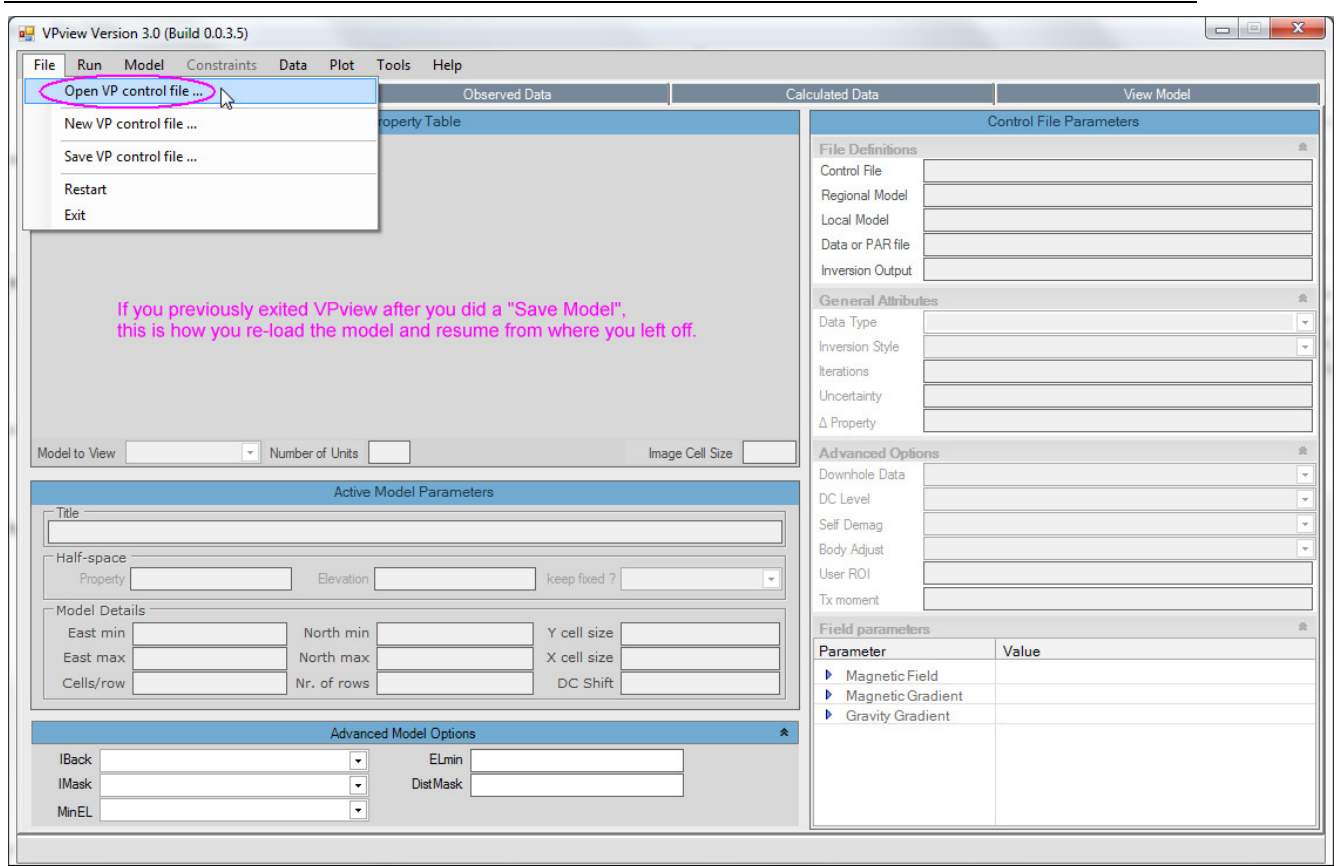 VPview Version 3.0 (Build 0.0.3.5)
File Run Model Constraints Data Plot Tools Help
Open VP control file ...
New VP control file ...
Save VP control file ...
Restart
Exit
Observed Data
Calculated Data
View Model
roperty Table
If you previously exited VPview after you did a "Save Model",
this is how you re-load the model and resume from where you left off.
Model to View
Number of Units
Image Cell Size
Active Model Parameters
Title
Half-space
Property
Elevation
keep fixed ?
Model Details
East min
North min
Y cell size
East max
North max
X cell size
Cells/row
Nr. of rows
DC Shift
Advanced Model Options
IBack
ELmin
IMask
DistMask
MinEL
Control File Parameters
File Definitions
Control File
Regional Model
Local Model
Data or PAR file
Inversion Output
General Attributes
Data Type
Inversion Style
Iterations
Uncertainty
Δ Property
Advanced Options
Downhole Data
DC Level
Self Demag
Body Adjust
User ROI
Tx moment
Field parameters
Parameter Value
Magnetic Field
Magnetic Gradient
Gravity Gradient